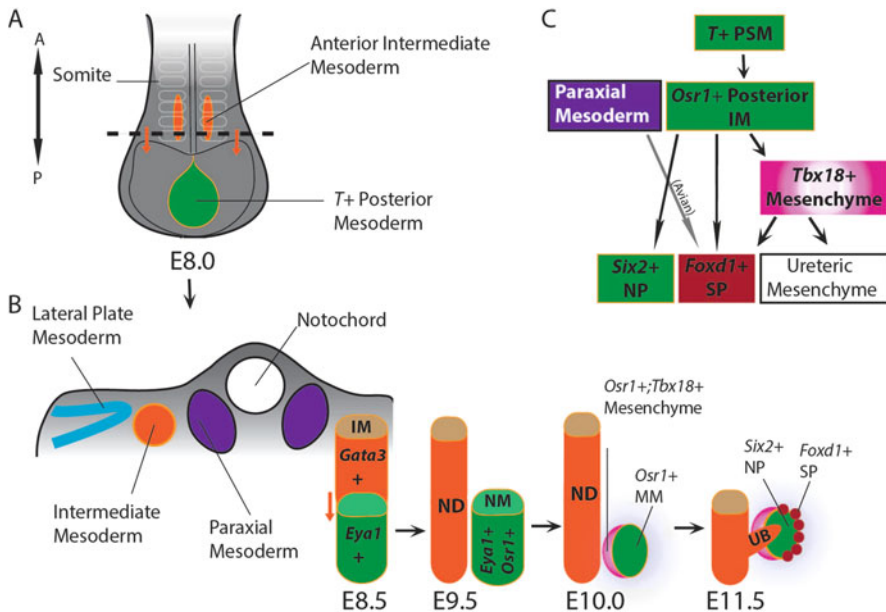 A
A
P
Somite
Anterior Intermediate
Mesoderm
T+ Posterior
Mesoderm
E8.0
C
T+ PSM
Paraxial
Mesoderm
Osr1+ Posterior
IM
(Avian)
Tbx18+
Mesenchyme
Six2+
NP
Foxd1+
SP
Ureteric
Mesenchyme
B
Lateral Plate
Mesoderm
Notochord
Intermediate
Mesoderm
Paraxial
Mesoderm
IM
Gata3
+
Eya1
+
E8.5
ND
NM
Eya1+
Osr1+
E9.5
Osr1+;Tbx18+
Mesenchyme
ND
Osr1+
MM
E10.0
Six2+
NP
Foxd1+
SP
UB
E11.5